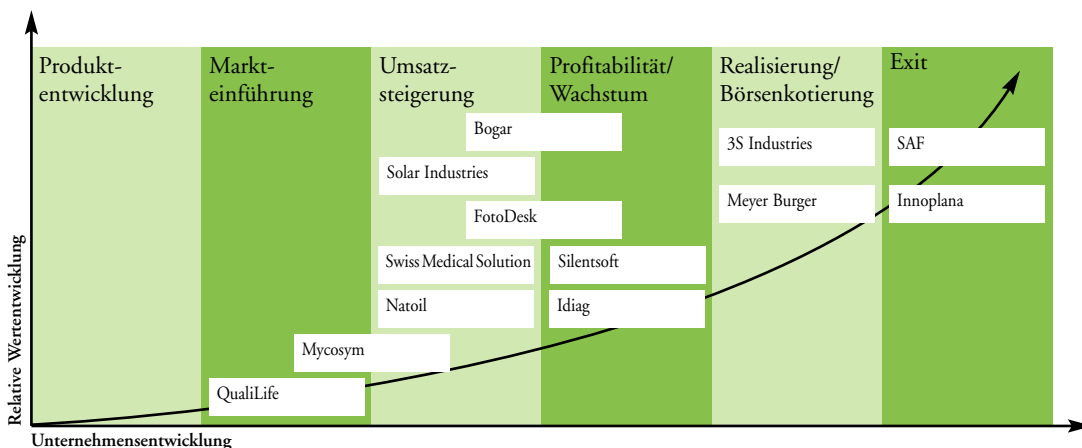 Produkt-
entwicklung
Markt-
einführung
Umsatz-
steigerung
Profitabilität/
Wachstum
Realisierung/
Börsenkotierung
Exit
Bogar
3S Industries
SAF
Solar Industries
Meyer Burger
Innoplana
FotoDesk
Swiss Medical Solution
Silentsoft
Natoil
Idiag
Mycosym
QualiLife
Relative Wertentwicklung
Unternehmensentwicklung